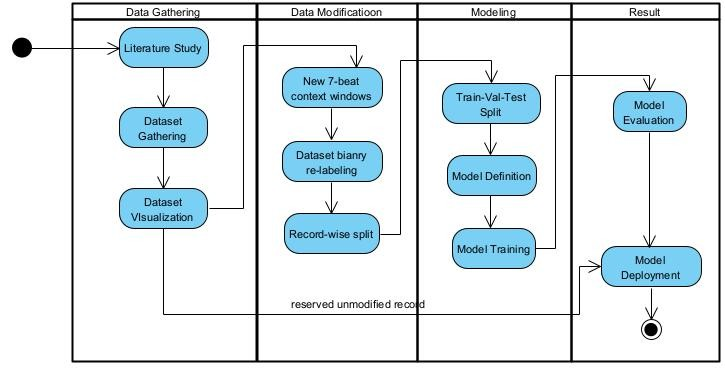 Data Gathering
Data Modificatioon
Modeling
Result
Literature Study
Dataset
Gathering
Dataset
VIsualization
New 7-beat
context windows
Dataset bianry
re-labeling
Record-wise split
Train-Val-Test
Split
Model Definition
Model Training
Model
Evaluation
Model
Deployment
reserved unmodified record